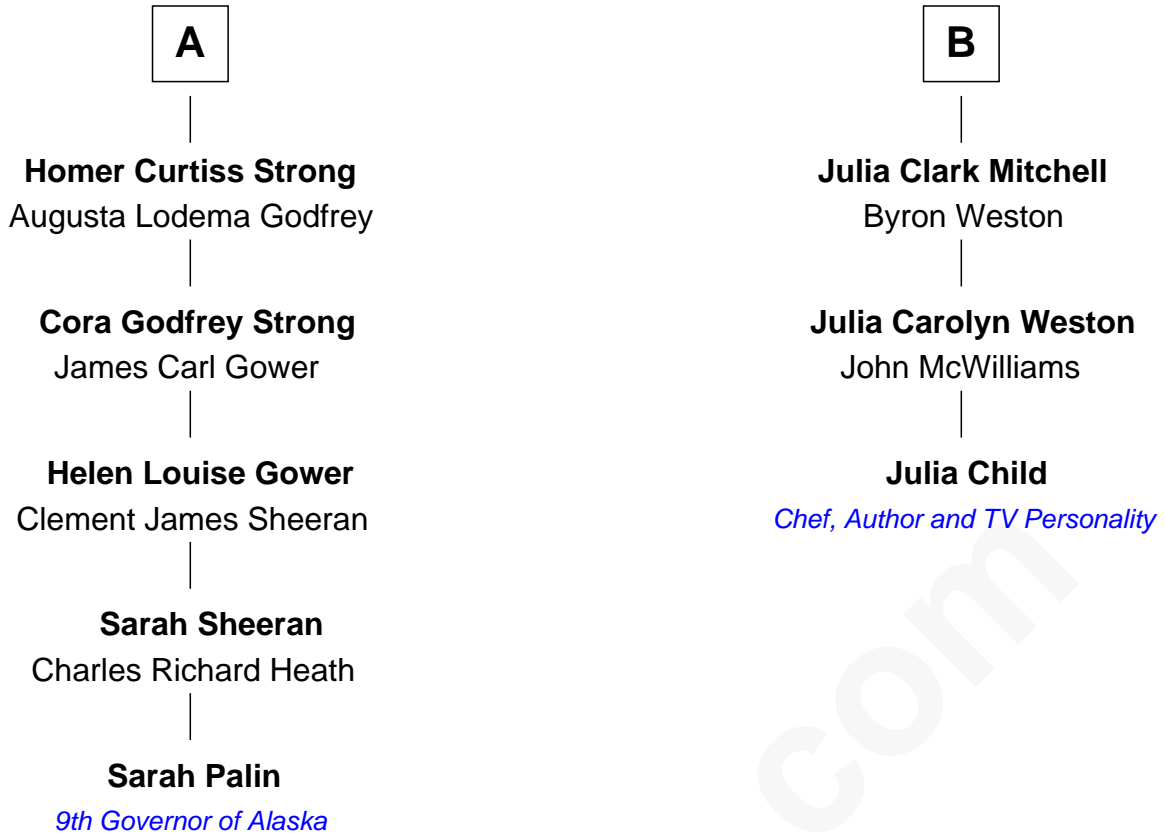 A
Homer Curtiss Strong
Augusta Lodema Godfrey
Cora Godfrey Strong
James Carl Gower
Helen Louise Gower
Clement James Sheeran
Sarah Sheeran
Charles Richard Heath
Sarah Palin
9th Governor of Alaska
B
Julia Clark Mitchell
Byron Weston
Julia Carolyn Weston
John McWilliams
Julia Child
Chef, Author and TV Personality
com